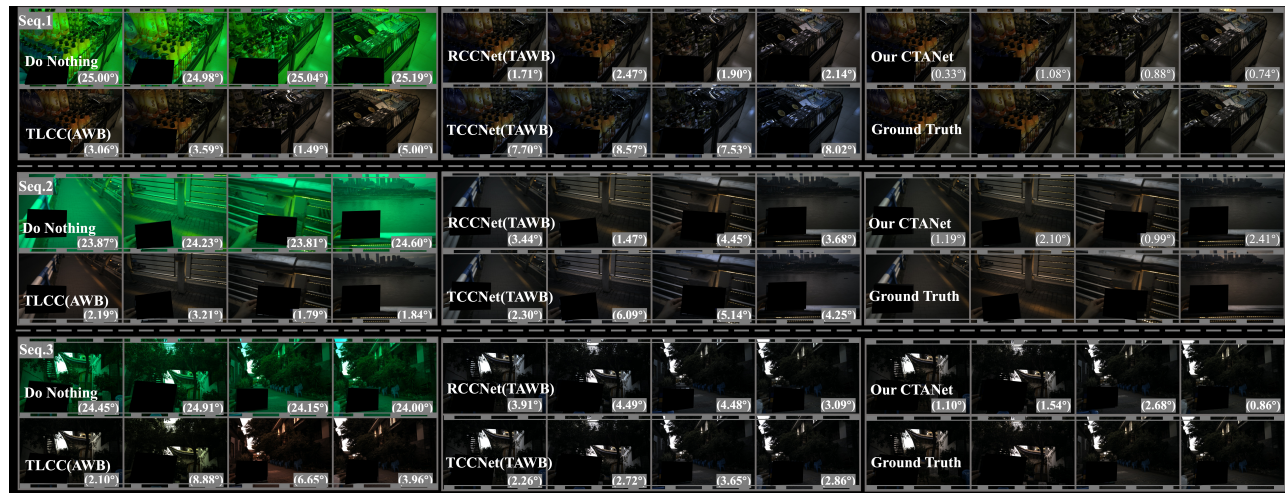 Seq.1
Do Nothing
(25.00°) (24.98°) (25.04°) (25.19°)
TLCC(AWB)
(3.06°) (3.59°) (1.49°) (5.00°)
RCCNet(TAWB)
(1.71°) (2.47°) (1.90°) (2.14°)
TCCNet(TAWB)
(7.70°) (8.57°) (7.53°) (8.02°)
Our CTANet
(0.33°) (1.08°) (0.88°) (0.74°)
Ground Truth
Seq.2
Do Nothing
(23.87°) (24.23°) (23.81°) (24.60°)
TLCC(AWB)
(2.19°) (3.21°) (1.79°) (1.84°)
RCCNet(TAWB)
(3.44°) (1.47°) (4.45°) (3.68°)
TCCNet(TAWB)
(2.30°) (6.09°) (5.14°) (4.25°)
Our CTANet
(1.19°) (2.10°) (0.99°) (2.41°)
Ground Truth
Seq.3
Do Nothing
(24.45°) (24.91°) (24.15°) (24.00°)
TLCC(AWB)
(2.10°) (8.88°) (6.65°) (3.96°)
RCCNet(TAWB)
(3.91°) (4.49°) (4.48°) (3.09°)
TCCNet(TAWB)
(2.26°) (2.72°) (3.65°) (2.86°)
Our CTANet
(1.10°) (1.54°) (2.68°) (0.86°)
Ground Truth